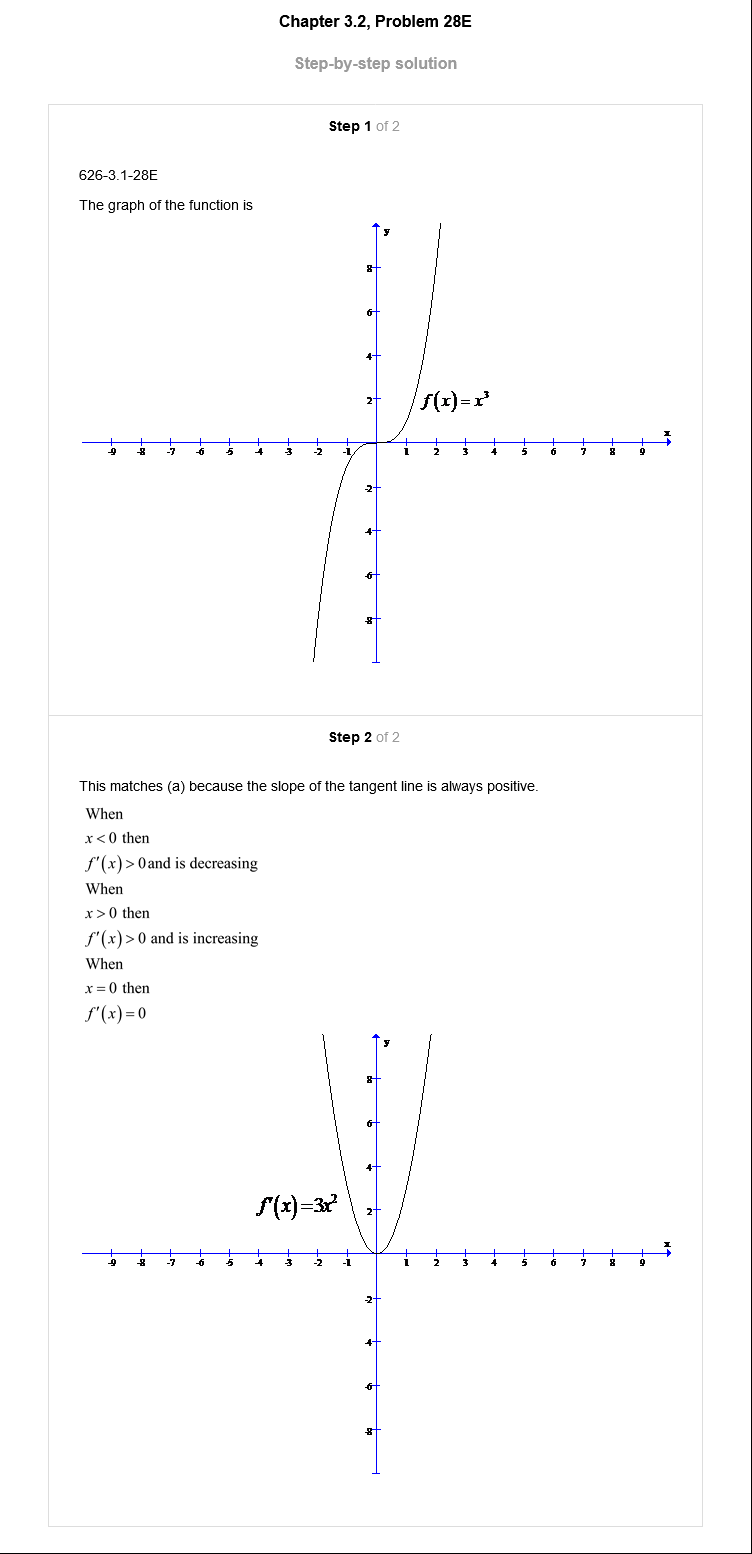 Chapter 3.2, Problem 28E
Step-by-step solution
Step 1 of 2
626-3.1-28E
The graph of the function is
y
8
6
4
2
f(x)=x³
x
-9 -8 -7 -6 -5 -4 -3 -2 -1 1 2 3 4 5 6 7 8 9
-2
-4
-6
-8
Step 2 of 2
This matches (a) because the slope of the tangent line is always positive.
When
x < 0 then
f′(x) > 0 and is decreasing
When
x > 0 then
f′(x) > 0 and is increasing
When
x = 0 then
f′(x) = 0
y
8
6
4
f′(x)=3x²
2
x
-9 -8 -7 -6 -5 -4 -3 -2 -1 1 2 3 4 5 6 7 8 9
-2
-4
-6
-8